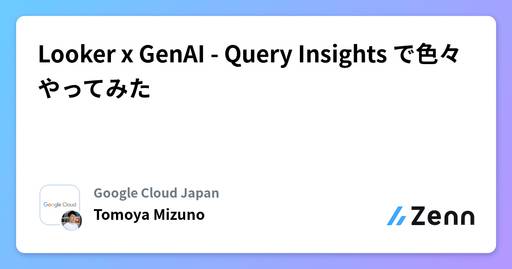 Looker x GenAI - Query Insights で色々
やってみた
Google Cloud Japan
Google Cloud
Tomoya Mizuno
Zenn